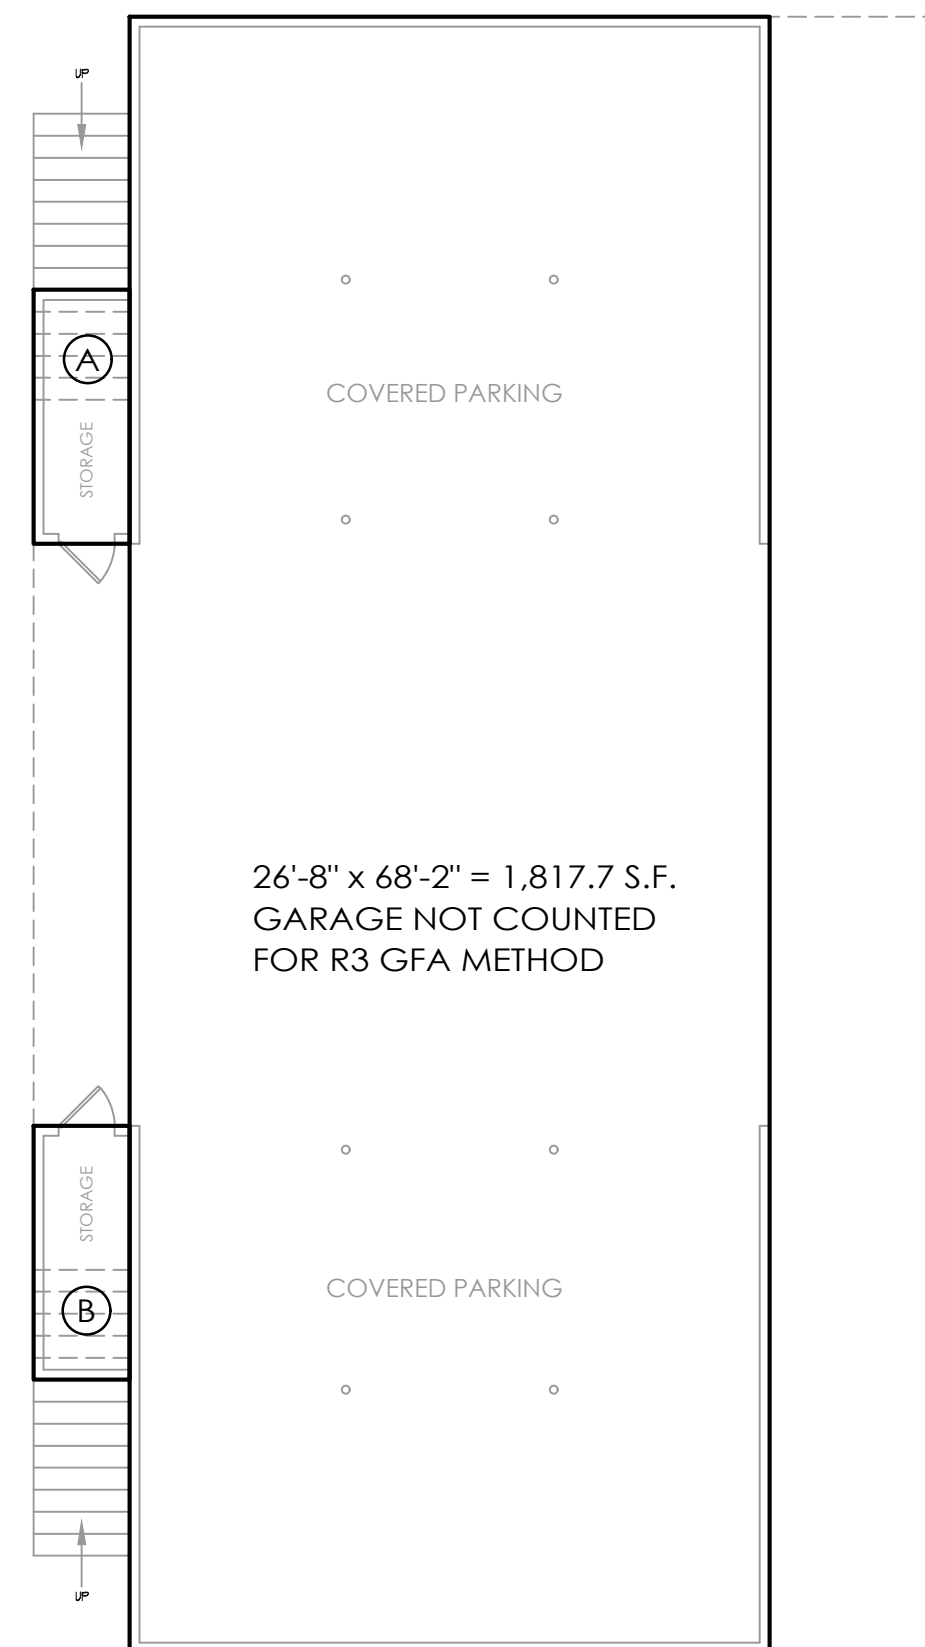 UP
A
STORAGE
COVERED PARKING
26'-8" x 68'-2" = 1,817.7 S.F.
GARAGE NOT COUNTED
FOR R3 GFA METHOD
STORAGE
B
COVERED PARKING
UP